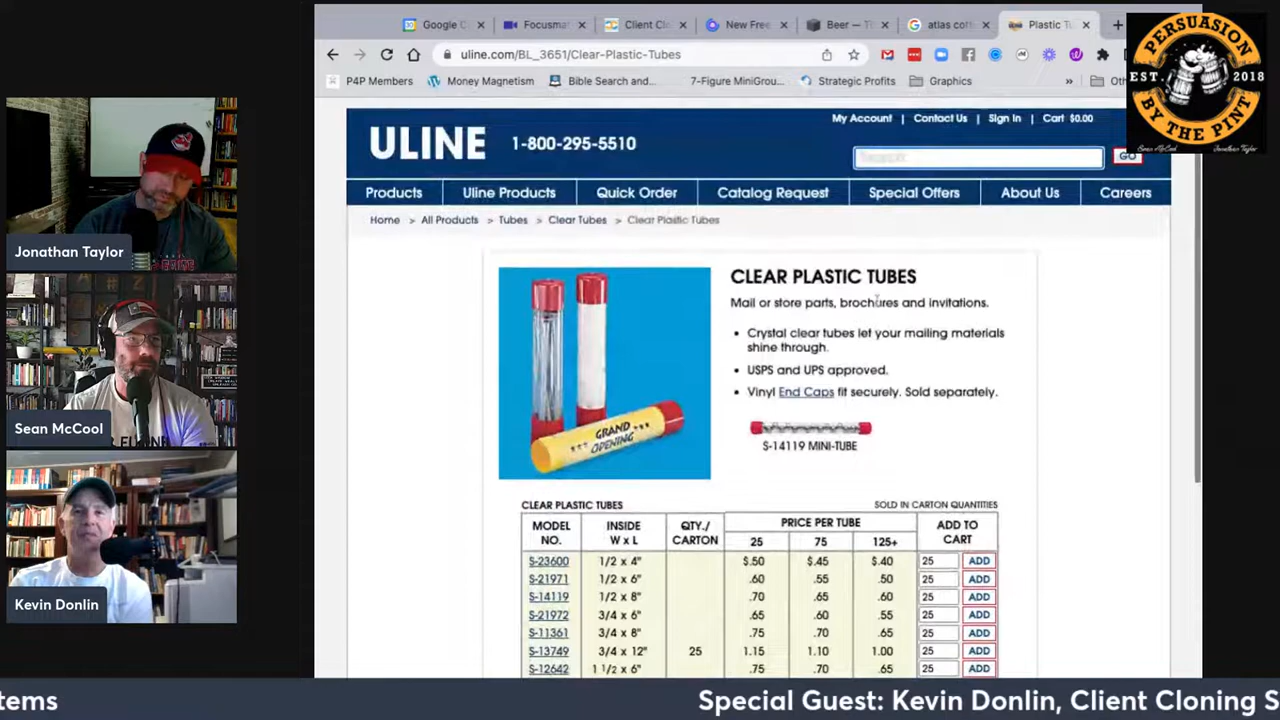 Google C
Focusmat
Client Cl
New Free
Beer — T
atlas coff
Plastic Tu
uline.com/BL_3651/Clear-Plastic-Tubes
P4P Members
Money Magnetism
Bible Search and...
7-Figure MiniGrou...
Strategic Profits
Graphics
»
PERSUASION
EST. 2018
BY THE PINT
Sean McCool Jonathan Taylor
ULINE
1-800-295-5510
My Account | Contact Us | Sign In | Cart $0.00
Search
GO
Products
Uline Products
Quick Order
Catalog Request
Special Offers
About Us
Careers
Home > All Products > Tubes > Clear Tubes > Clear Plastic Tubes
Jonathan Taylor
Sean McCool
Kevin Donlin
*** GRAND
OPENING ***
CLEAR PLASTIC TUBES
Mail or store parts, brochures and invitations.
• Crystal clear tubes let your mailing materials
shine through.
• USPS and UPS approved.
• Vinyl End Caps fit securely. Sold separately.
S-14119 MINI-TUBE
CLEAR PLASTIC TUBES
SOLD IN CARTON QUANTITIES
MODEL NO. INSIDE W x L QTY./ CARTON PRICE PER TUBE ADD TO CART
25 75 125+
S-23600 1/2 x 4" $.50 $.45 $.40 25 ADD
S-21971 1/2 x 6" .60 .55 .50 25 ADD
S-14119 1/2 x 8" .70 .65 .60 25 ADD
S-21972 3/4 x 6" .65 .60 .55 25 ADD
S-11361 3/4 x 8" .75 .70 .65 25 ADD
S-13749 3/4 x 12" 25 1.15 1.10 1.00 25 ADD
S-12642 1 1/2 x 6" .75 .70 .65 25 ADD
tems
Special Guest: Kevin Donlin, Client Cloning S